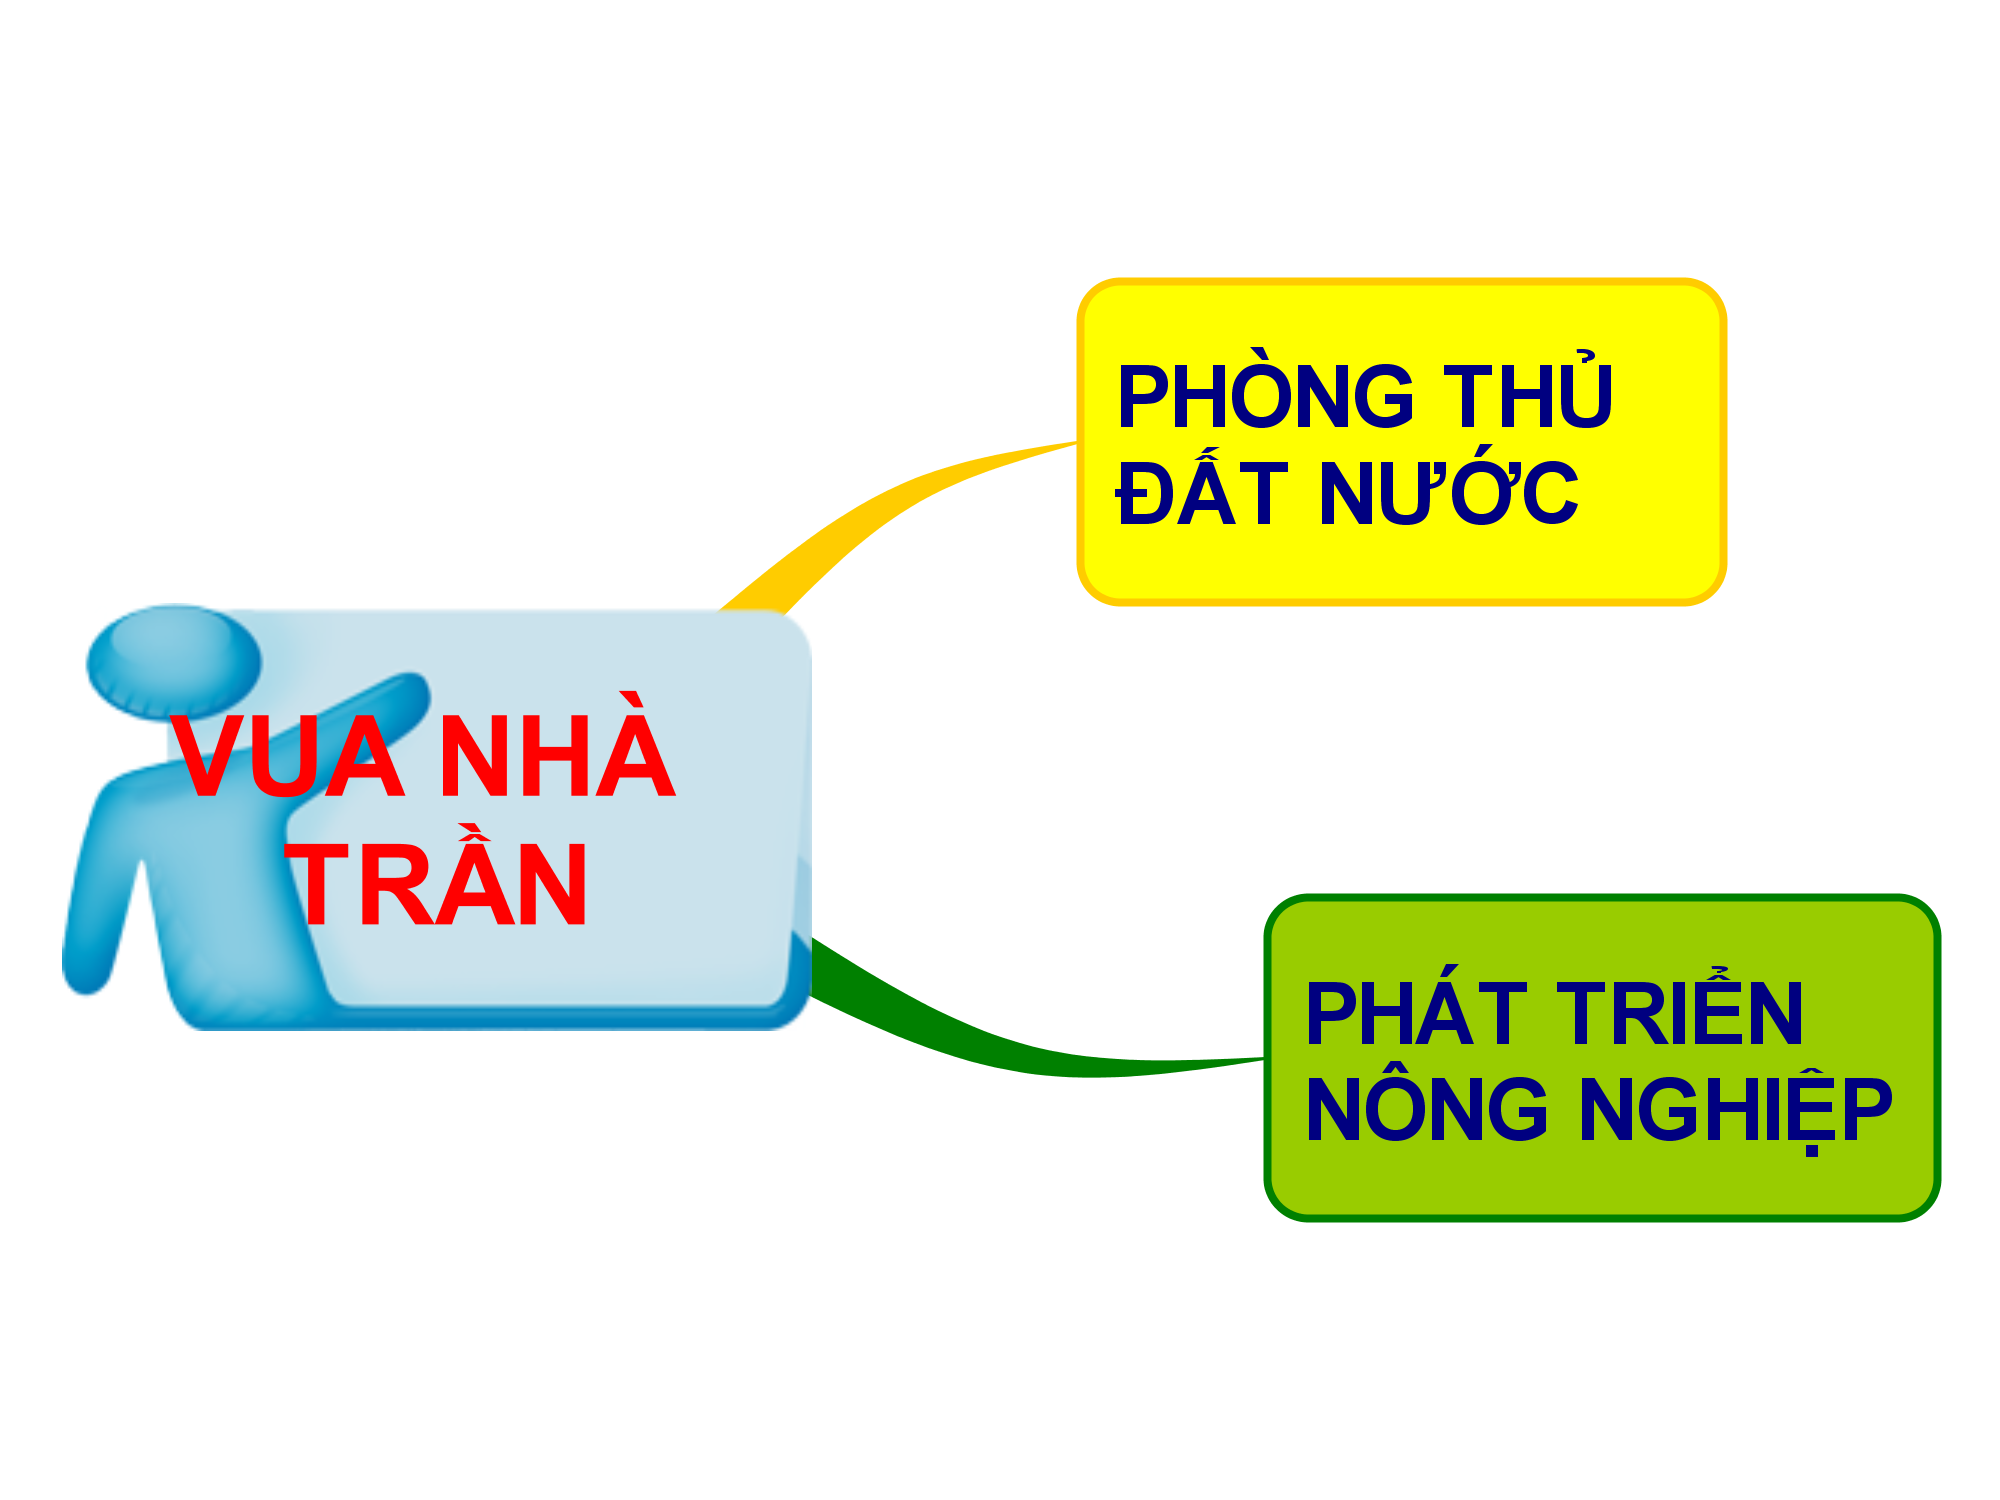 PHÒNG THỦ
ĐẤT NƯỚC
VUA NHÀ
TRẦN
PHÁT TRIỂN
NÔNG NGHIỆP